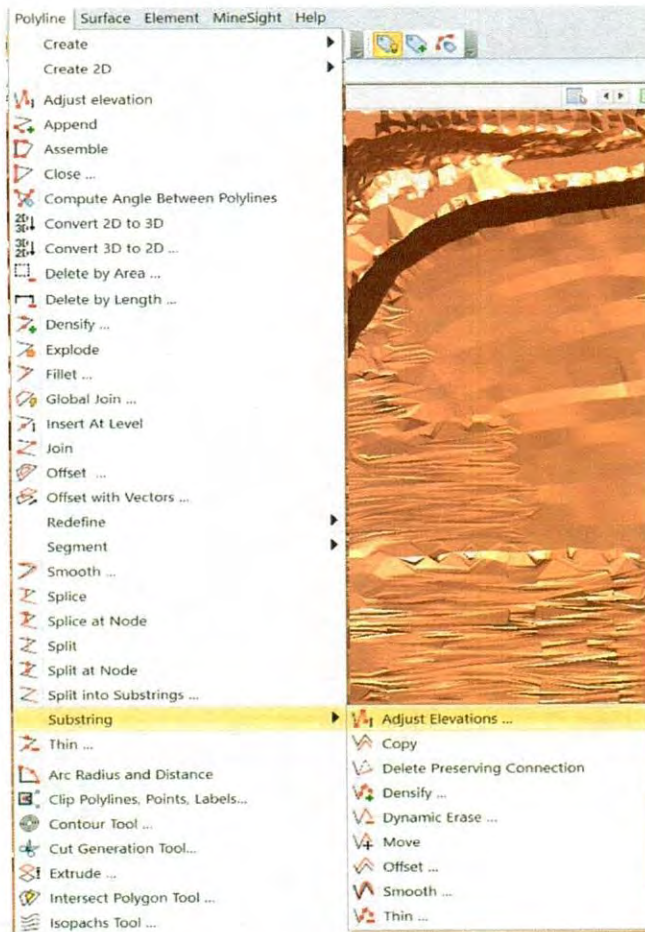 Polyline Surface Element MineSight Help
Create
Create 2D
Adjust elevation
Append
Assemble
Close ...
Compute Angle Between Polylines
2D 3D Convert 2D to 3D
3D 2D Convert 3D to 2D ...
Delete by Area ...
Delete by Length ...
Densify ...
Explode
Fillet ...
Global Join ...
Insert At Level
Join
Offset ...
Offset with Vectors ...
Redefine
Segment
Smooth ...
Splice
Splice at Node
Split
Split at Node
Split into Substrings ...
Substring
Thin ...
Arc Radius and Distance
Clip Polylines, Points, Labels...
Contour Tool ...
Cut Generation Tool...
Extrude ...
Intersect Polygon Tool ...
Isopachs Tool ...
Adjust Elevations ...
Copy
Delete Preserving Connection
Densify ...
Dynamic Erase ...
Move
Offset ...
Smooth ...
Thin ...